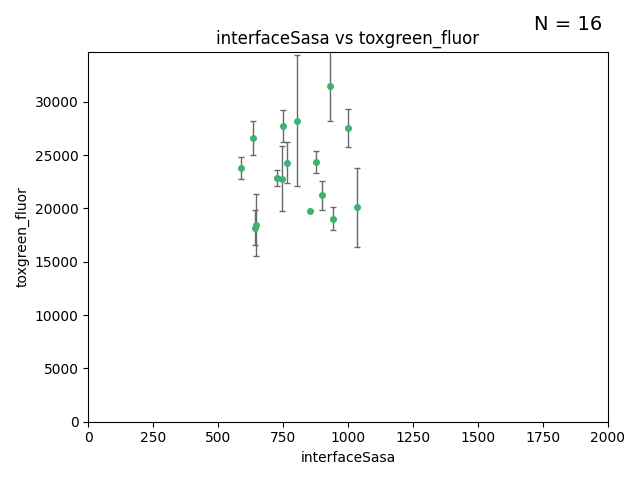 N = 16
interfaceSasa vs toxgreen_fluor
30000
25000
20000
15000
10000
5000
0
toxgreen_fluor
0 250 500 750 1000 1250 1500 1750 2000
interfaceSasa